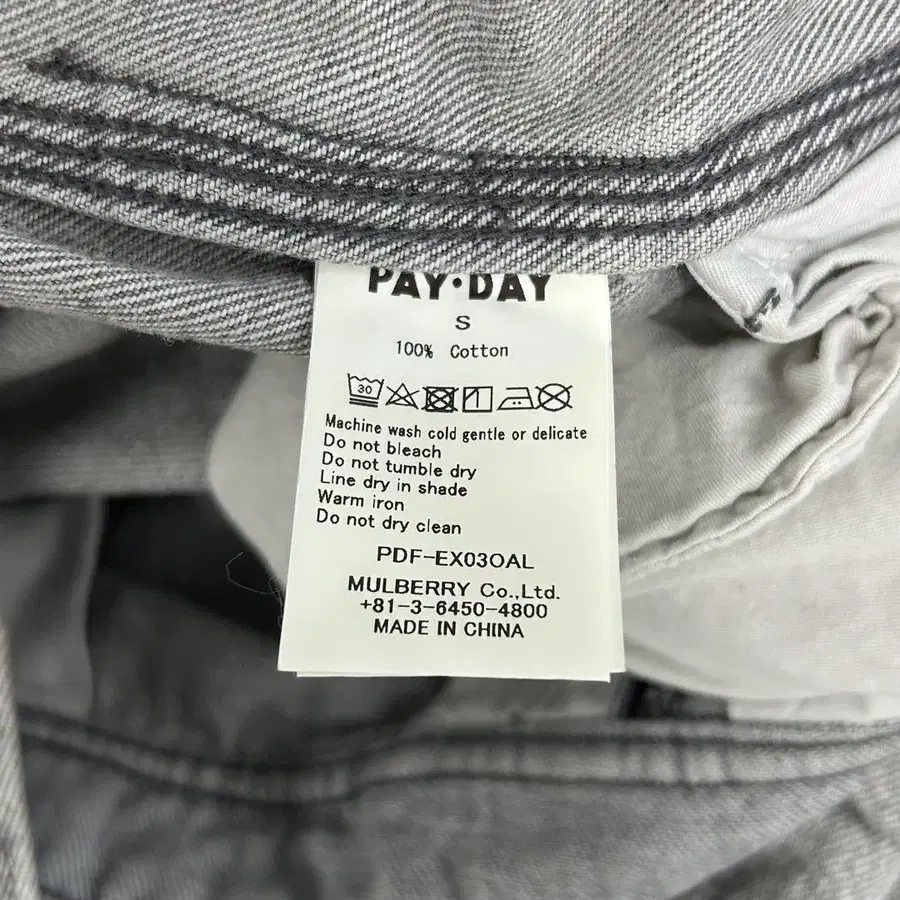 PAY·DAY
S
100% Cotton
30
Machine wash cold gentle or delicate
Do not bleach
Do not tumble dry
Line dry in shade
Warm iron
Do not dry clean
PDF-EX03OAL
MULBERRY Co.,Ltd.
+81-3-6450-4800
MADE IN CHINA